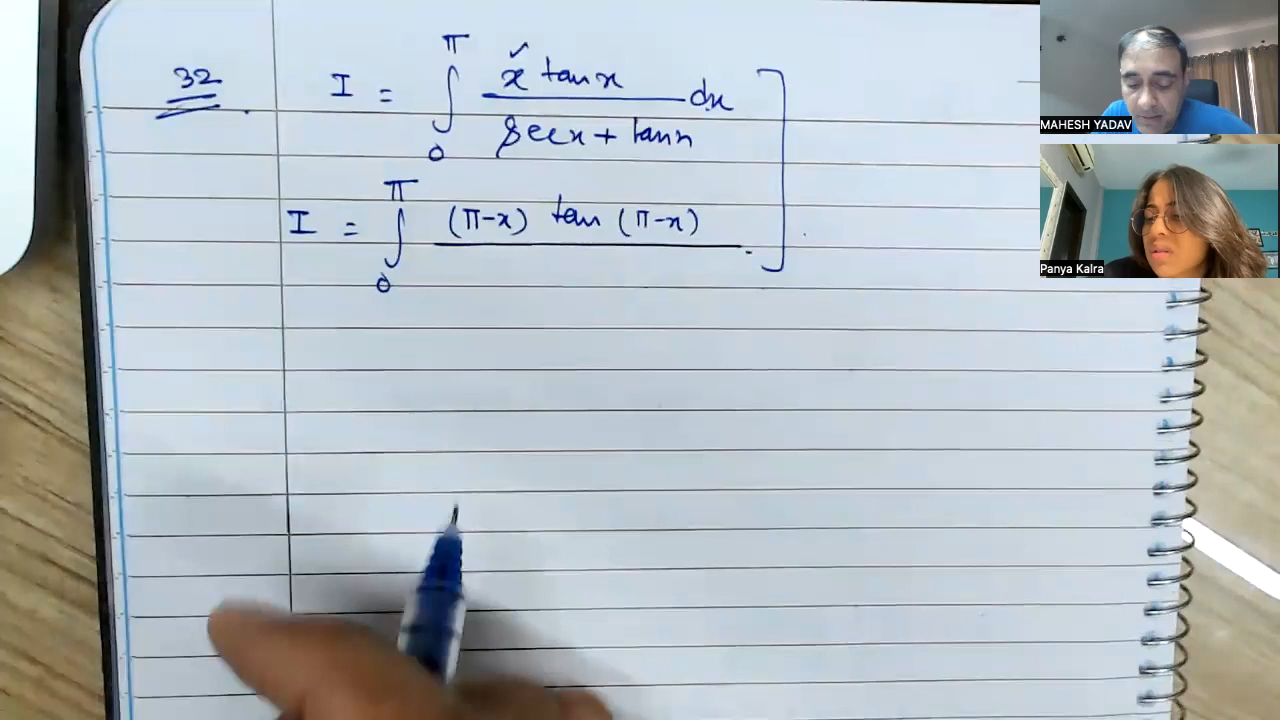 32 I = ∫₀^π x tan x / sec x + tan x dx
I = ∫₀^π (π-x) tan (π-x)
MAHESH YADAV
Panya Kalra